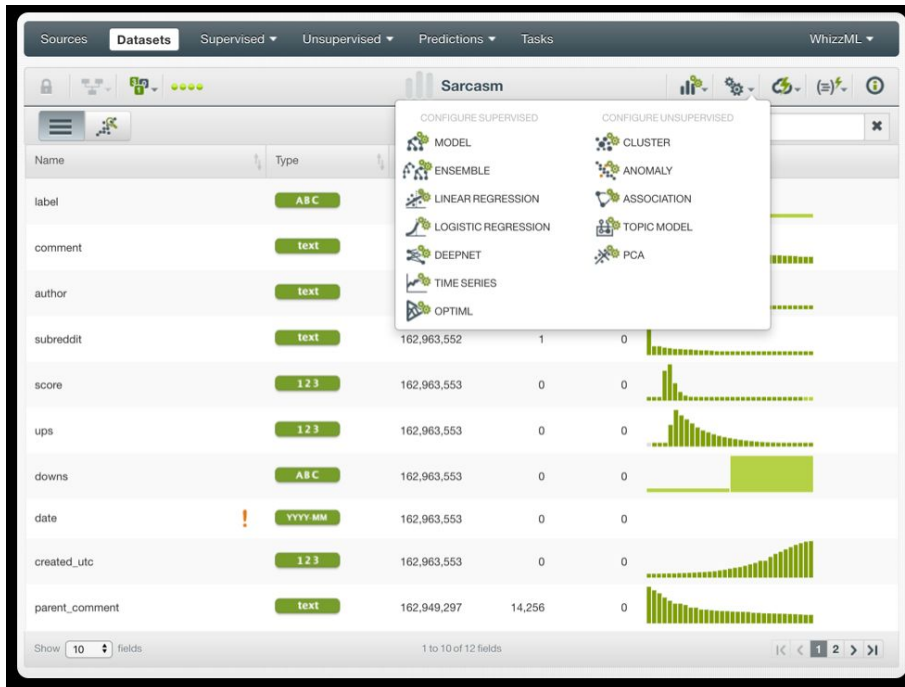 Sources Datasets Supervised Unsupervised Predictions Tasks WhizzML
Sarcasm
CONFIGURE SUPERVISED CONFIGURE UNSUPERVISED
MODEL CLUSTER
ENSEMBLE ANOMALY
LINEAR REGRESSION ASSOCIATION
LOGISTIC REGRESSION TOPIC MODEL
DEEPNET PCA
TIME SERIES
OPTIML
Name Type
label ABC
comment text
author text
subreddit text 162,963,552 1 0
score 123 162,963,553 0 0
ups 123 162,963,553 0 0
downs ABC 162,963,553 0 0
date ! YYYY-MM 162,963,553 0 0
created_utc 123 162,963,553 0 0
parent_comment text 162,949,297 14,256 0
Show 10 fields 1 to 10 of 12 fields 1 2